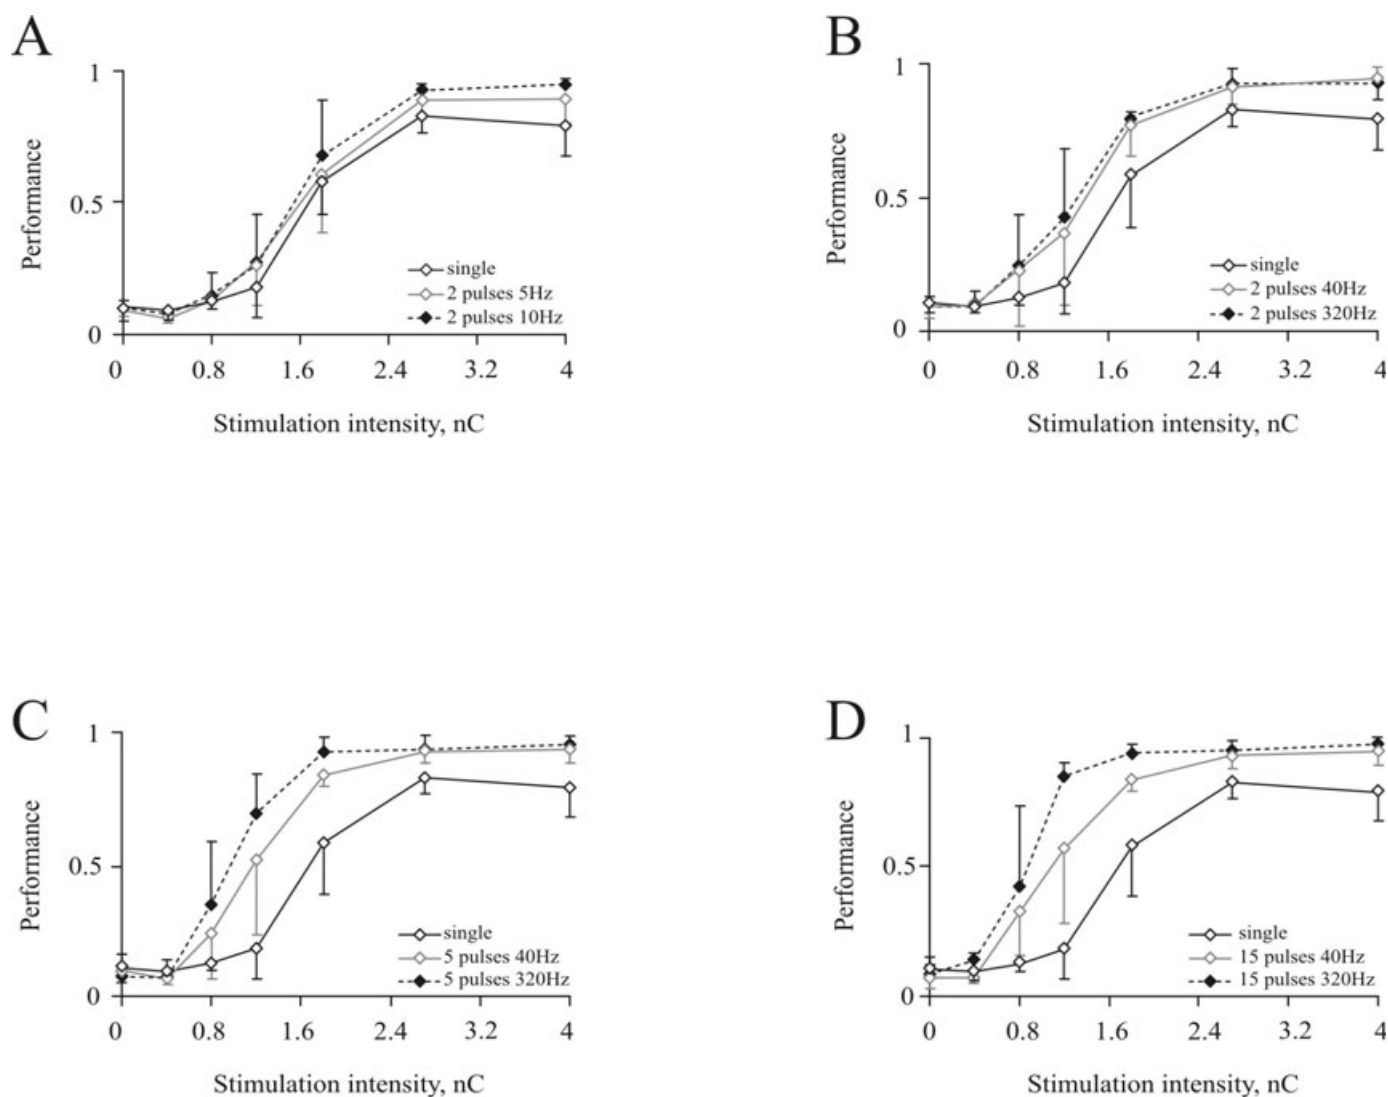 A
1
Performance
0.5
0
single
2 pulses 5Hz
2 pulses 10Hz
0 0.8 1.6 2.4 3.2 4
Stimulation intensity, nC
B
1
Performance
0.5
0
single
2 pulses 40Hz
2 pulses 320Hz
0 0.8 1.6 2.4 3.2 4
Stimulation intensity, nC
C
1
Performance
0.5
0
single
5 pulses 40Hz
5 pulses 320Hz
0 0.8 1.6 2.4 3.2 4
Stimulation intensity, nC
D
1
Performance
0.5
0
single
15 pulses 40Hz
15 pulses 320Hz
0 0.8 1.6 2.4 3.2 4
Stimulation intensity, nC